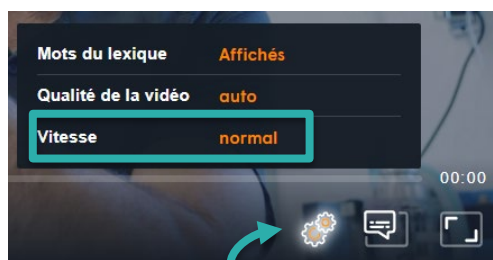 Mots du lexique Affichés
Qualité de la vidéo auto
Vitesse normal
00:00